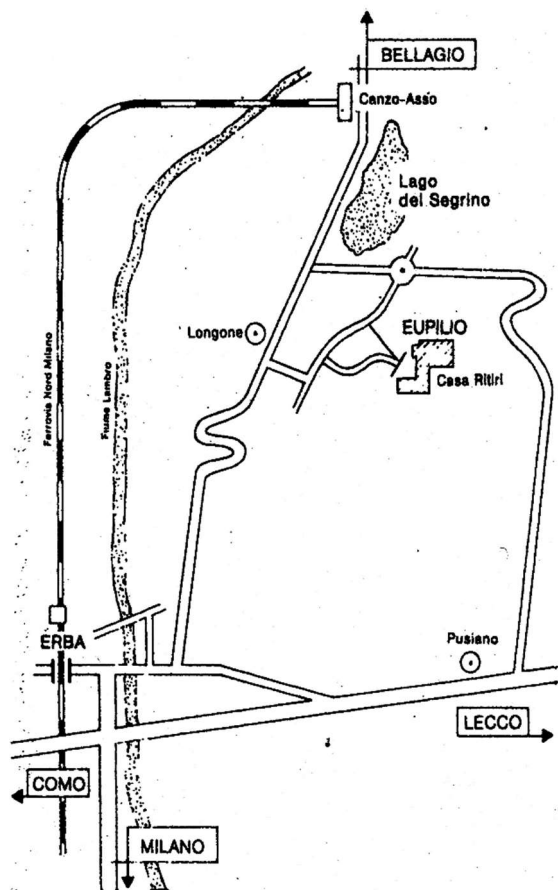 BELLAGIO
Canzo-Asso
Lago
del Segrino
Longone
EUPILIO
Casa Ritiri
Ferrovia Nord Milano
Fiume Lambro
ERBA
Pusiano
LECCO
COMO
MILANO